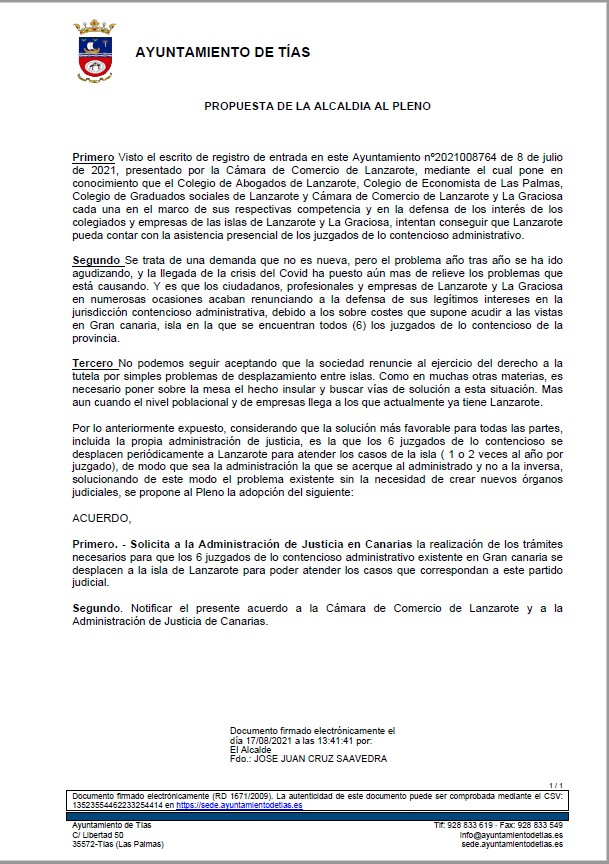 AYUNTAMIENTO DE TÍAS
PROPUESTA DE LA ALCALDIA AL PLENO
Primero Visto el escrito de registro de entrada en este Ayuntamiento nº2021008764 de 8 de julio
de 2021, presentado por la Cámara de Comercio de Lanzarote, mediante el cual pone en
conocimiento que el Colegio de Abogados de Lanzarote, Colegio de Economista de Las Palmas,
Colegio de Graduados sociales de Lanzarote y Cámara de Comercio de Lanzarote y La Graciosa
cada una en el marco de sus respectivas competencia y en la defensa de los interés de los
colegiados y empresas de las islas de Lanzarote y La Graciosa, intentan conseguir que Lanzarote
pueda contar con la asistencia presencial de los juzgados de lo contencioso administrativo.
Segundo Se trata de una demanda que no es nueva, pero el problema año tras año se ha ido
agudizando, y la llegada de la crisis del Covid ha puesto aún mas de relieve los problemas que
está causando. Y es que los ciudadanos, profesionales y empresas de Lanzarote y La Graciosa
en numerosas ocasiones acaban renunciando a la defensa de sus legítimos intereses en la
jurisdicción contencioso administrativa, debido a los sobre costes que supone acudir a las vistas
en Gran canaria, isla en la que se encuentran todos (6) los juzgados de lo contencioso de la
provincia.
Tercero No podemos seguir aceptando que la sociedad renuncie al ejercicio del derecho a la
tutela por simples problemas de desplazamiento entre islas. Como en muchas otras materias, es
necesario poner sobre la mesa el hecho insular y buscar vías de solución a esta situación. Mas
aun cuando el nivel poblacional y de empresas llega a los que actualmente ya tiene Lanzarote.
Por lo anteriormente expuesto, considerando que la solución más favorable para todas las partes,
incluida la propia administración de justicia, es la que los 6 juzgados de lo contencioso se
desplacen periódicamente a Lanzarote para atender los casos de la isla ( 1 o 2 veces al año por
juzgado), de modo que sea la administración la que se acerque al administrado y no a la inversa,
solucionando de este modo el problema existente sin la necesidad de crear nuevos órganos
judiciales, se propone al Pleno la adopción del siguiente:
ACUERDO,
Primero. - Solicita a la Administración de Justicia en Canarias la realización de los trámites
necesarios para que los 6 juzgados de lo contencioso administrativo existente en Gran canaria se
desplacen a la isla de Lanzarote para poder atender los casos que correspondan a este partido
judicial.
Segundo. Notificar el presente acuerdo a la Cámara de Comercio de Lanzarote y a la
Administración de Justicia de Canarias.
Documento firmado electrónicamente el
día 17/08/2021 a las 13:41:41 por:
El Alcalde
Fdo.: JOSE JUAN CRUZ SAAVEDRA
1 / 1
Documento firmado electrónicamente (RD 1671/2009). La autenticidad de este documento puede ser comprobada mediante el CSV:
13523554462233254414 en https://sede.ayuntamientodetias.es
Ayuntamiento de Tías
Tlf: 928 833 619 - Fax: 928 833 549
C/ Libertad 50
info@ayuntamientodetias.es
35572-Tías (Las Palmas)
sede.ayuntamientodetias.es